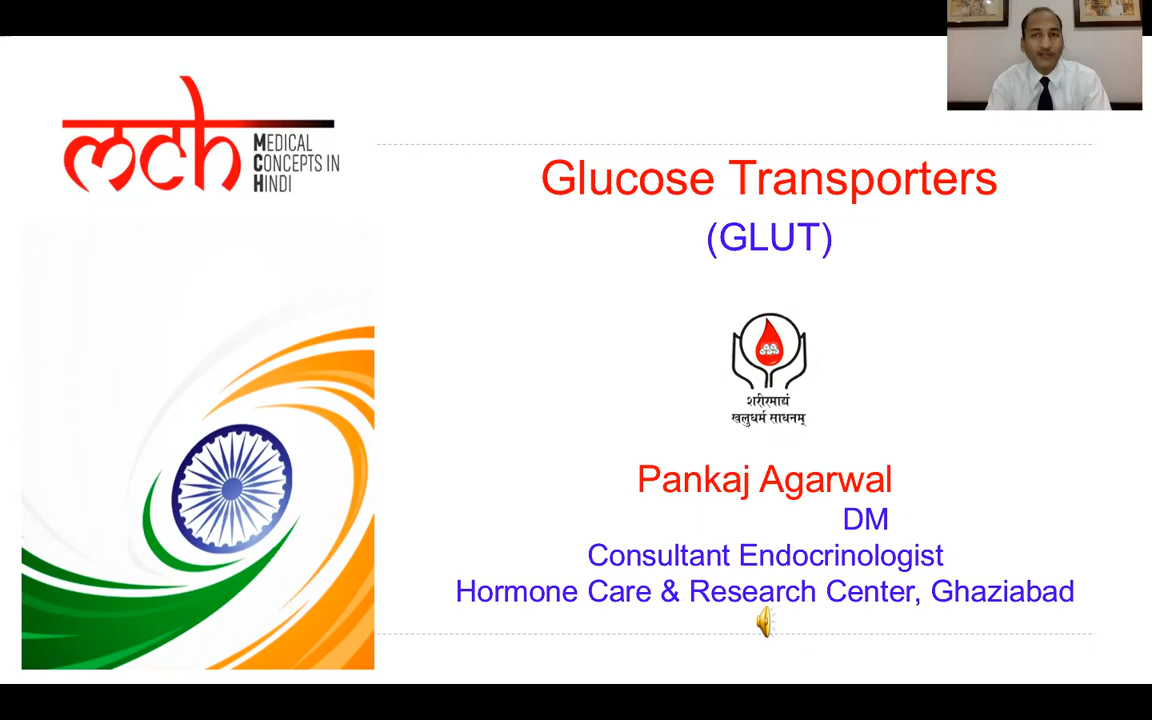 mch
MEDICAL
CONCEPTS IN
HINDI
Glucose Transporters
(GLUT)
शरीरमाद्यं
खलुधर्म साधनम्
Pankaj Agarwal
DM
Consultant Endocrinologist
Hormone Care & Research Center, Ghaziabad